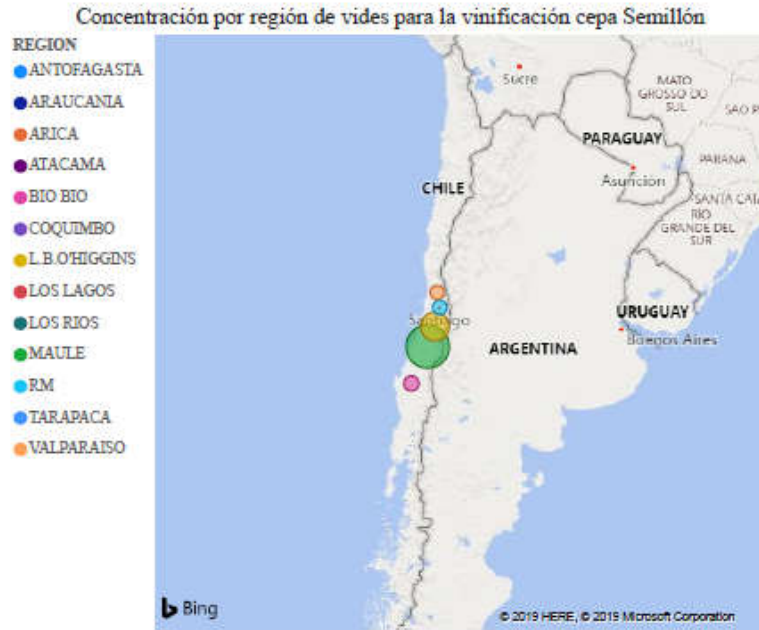 Concentración por región de vides para la vinificación cepa Semillón
REGION
ANTOFAGASTA
ARAUCANIA
ARICA
ATACAMA
BIO BIO
COQUIMBO
L.B.O'HIGGINS
LOS LAGOS
LOS RIOS
MAULE
RM
TARAPACA
VALPARAISO
Sucre
MATO
GROSSO DO
SUL
SAO P
PARAGUAY
PARANA
Asunción
CHILE
SANTA CATA
RIO
GRANDE DEL
SUR
Santiago
URUGUAY
Buenos Aires
ARGENTINA
Bing
© 2019 HERE, © 2019 Microsoft Corporation